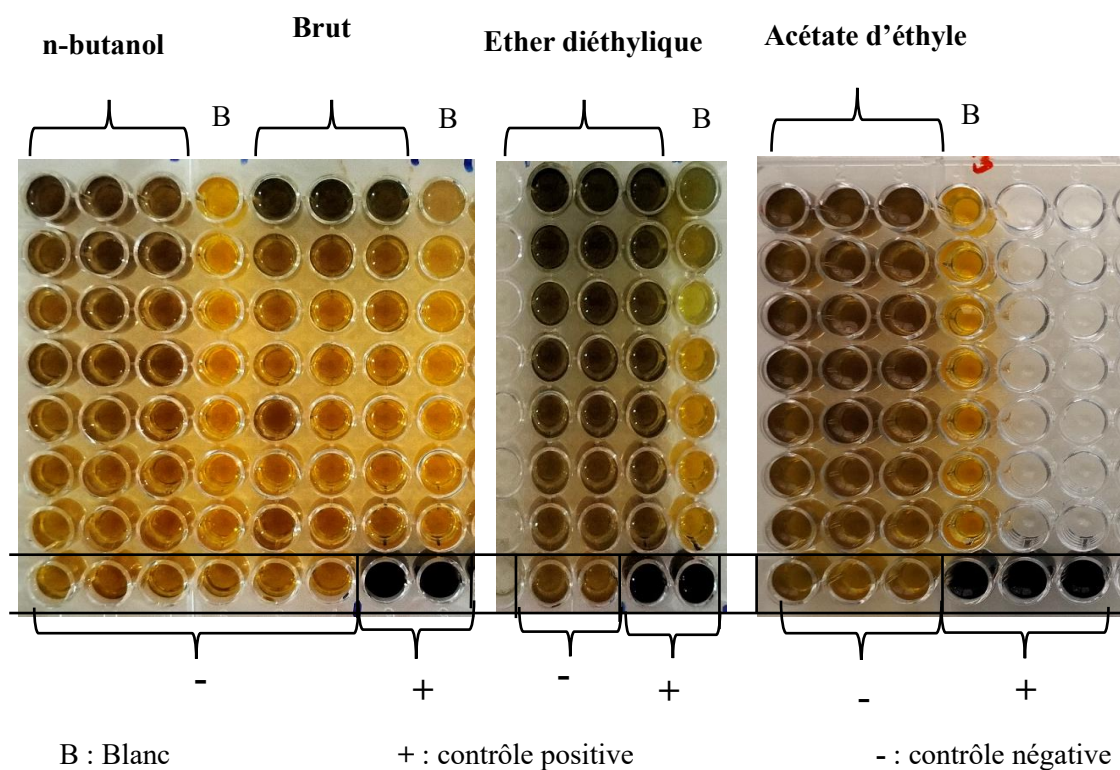 n-butanol
Brut
Ether diéthylique
Acétate d'éthyle
B
B
B
B
-
+
-
+
-
+
B : Blanc
+ : contrôle positive
- : contrôle négative